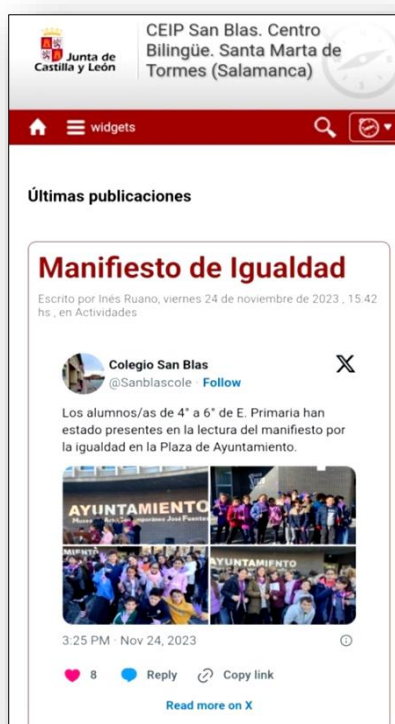 Junta de
Castilla y León
CEIP San Blas. Centro
Bilingüe. Santa Marta de
Tormes (Salamanca)
widgets
Últimas publicaciones
Manifiesto de Igualdad
Escrito por Inés Ruano, viernes 24 de noviembre de 2023 , 15.42
hs , en Actividades
Colegio San Blas
@Sanblascole · Follow
Los alumnos/as de 4° a 6° de E. Primaria han
estado presentes en la lectura del manifiesto por
la igualdad en la Plaza de Ayuntamiento.
AYUNTAMIENTO
AYUNTAMIENTO
3:25 PM · Nov 24, 2023
8
Reply
Copy link
Read more on X